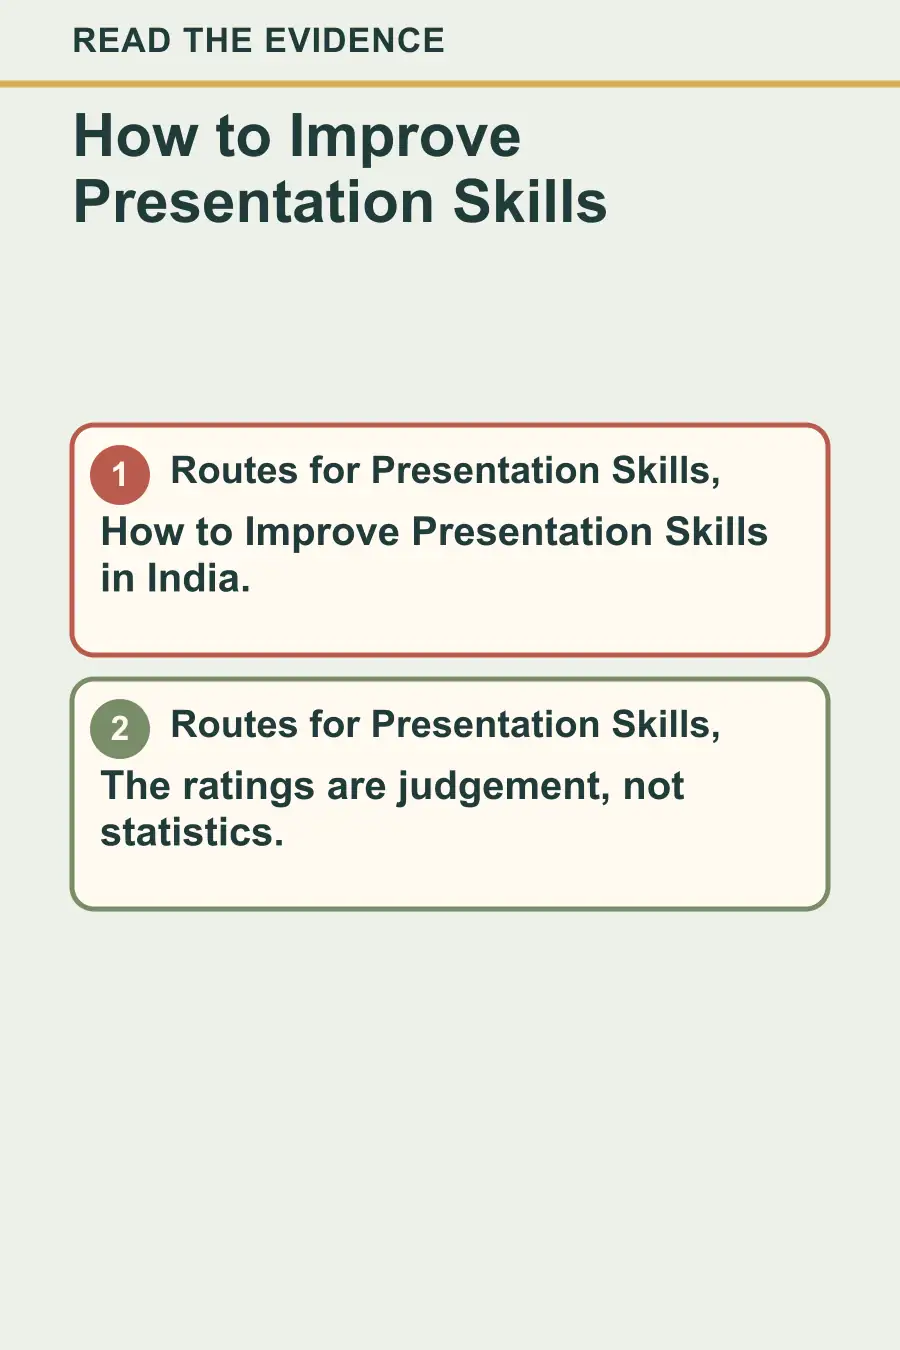 READ THE EVIDENCE
How to Improve
Presentation Skills
1
Routes for Presentation Skills,
How to Improve Presentation Skills
in India.
2
Routes for Presentation Skills,
The ratings are judgement, not
statistics.